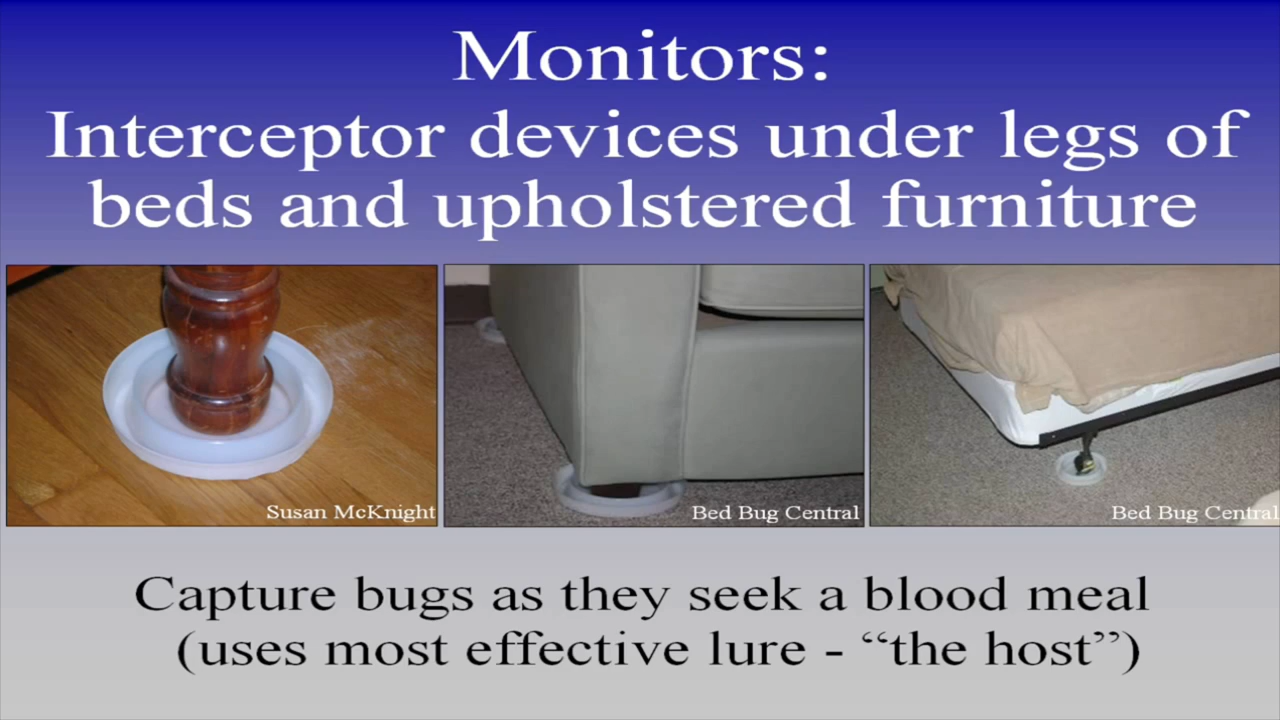 Monitors:
Interceptor devices under legs of
beds and upholstered furniture
Susan McKnight
Bed Bug Central
Bed Bug Central
Capture bugs as they seek a blood meal
(uses most effective lure - “the host”)